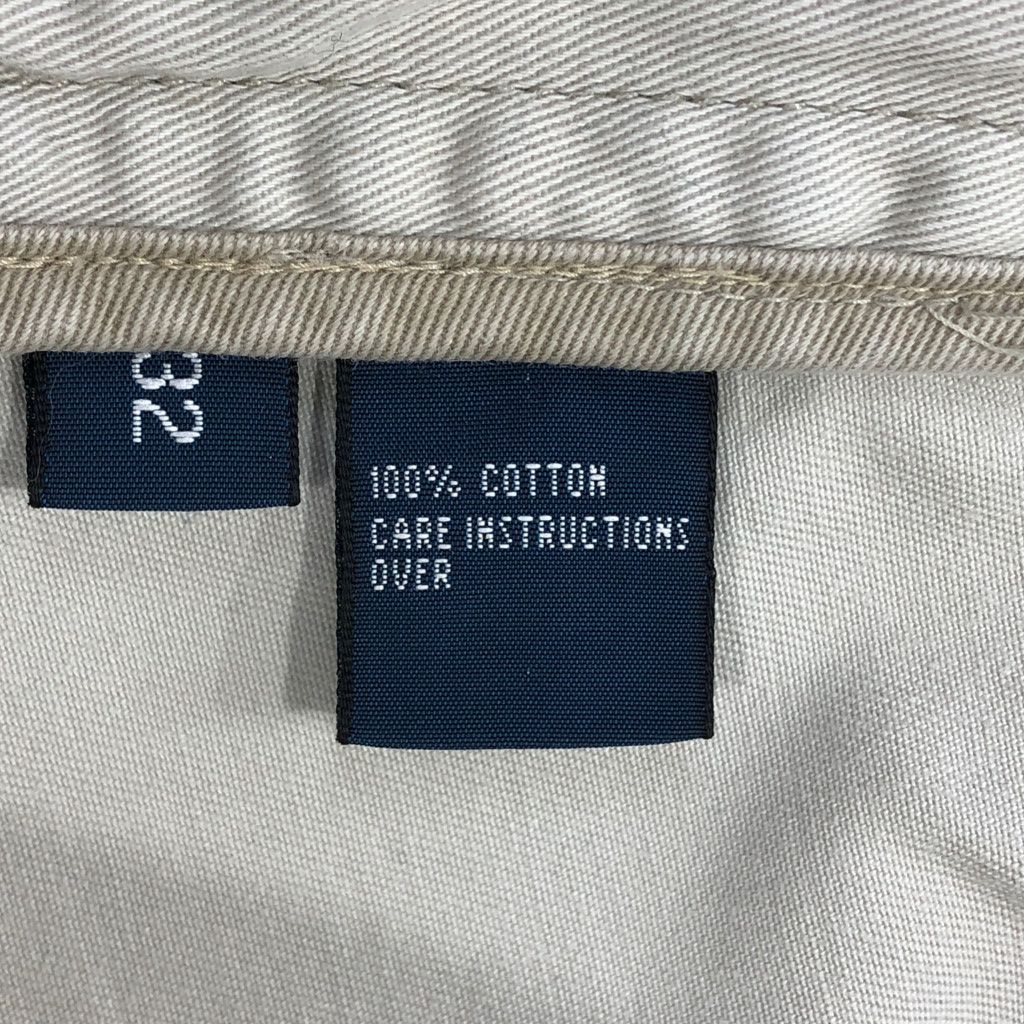 32
100% COTTON
CARE INSTRUCTIONS
OVER